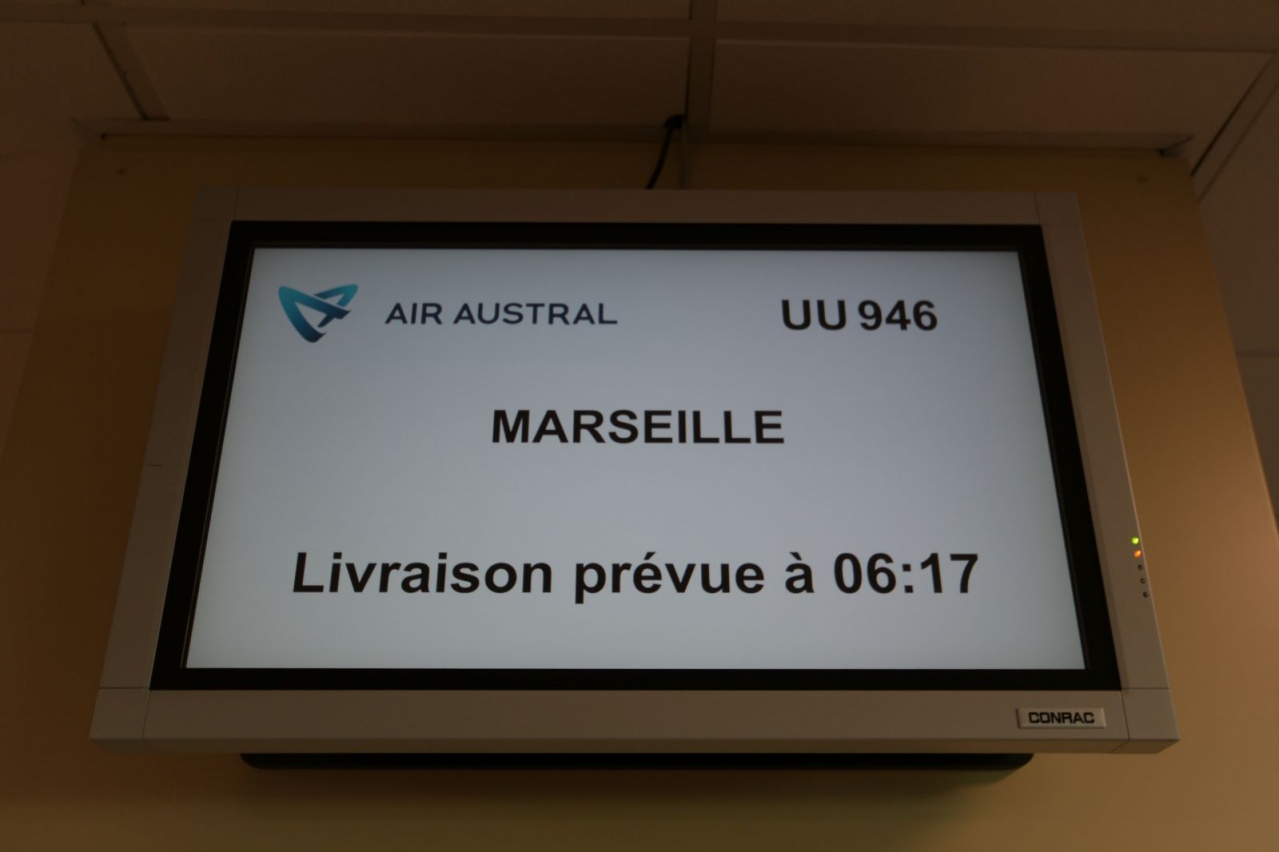 AIR AUSTRAL UU 946
MARSEILLE
Livraison prévue à 06:17
CONRAC